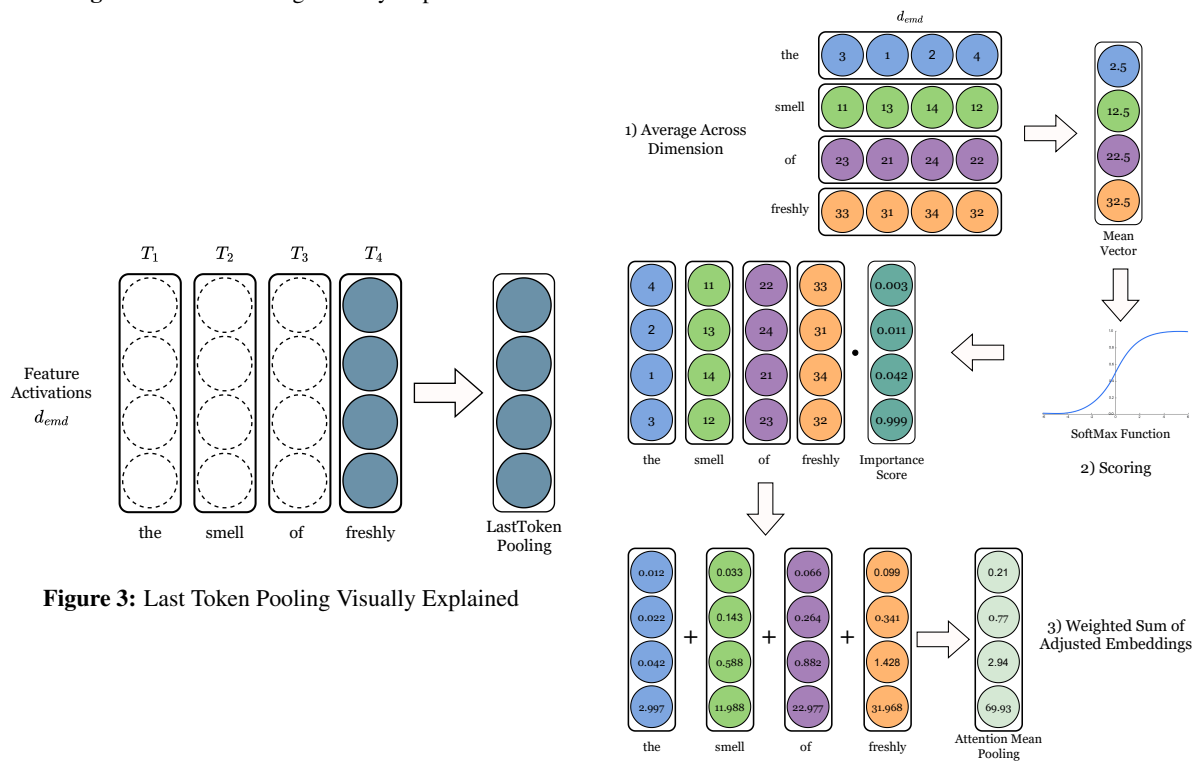 T1 T2 T3 T4
Feature
Activations
d_emd
the smell of freshly
LastToken
Pooling
Figure 3: Last Token Pooling Visually Explained
d_emd
the 3 1 2 4
smell 11 13 14 12
of 23 21 24 22
freshly 33 31 34 32
1) Average Across
Dimension
2.5
12.5
22.5
32.5
Mean
Vector
4 11 22 33 0.003
2 13 24 31 0.011
1 14 21 34 0.042
3 12 23 32 0.999
the smell of freshly Importance
Score
SoftMax Function
2) Scoring
0.012 0.033 0.066 0.099 0.21
0.022 0.143 0.264 0.341 0.77
+ + +
0.042 0.588 0.882 1.428 2.94
2.997 11.988 22.977 31.968 69.93
the smell of freshly Attention Mean
Pooling
3) Weighted Sum of
Adjusted Embeddings